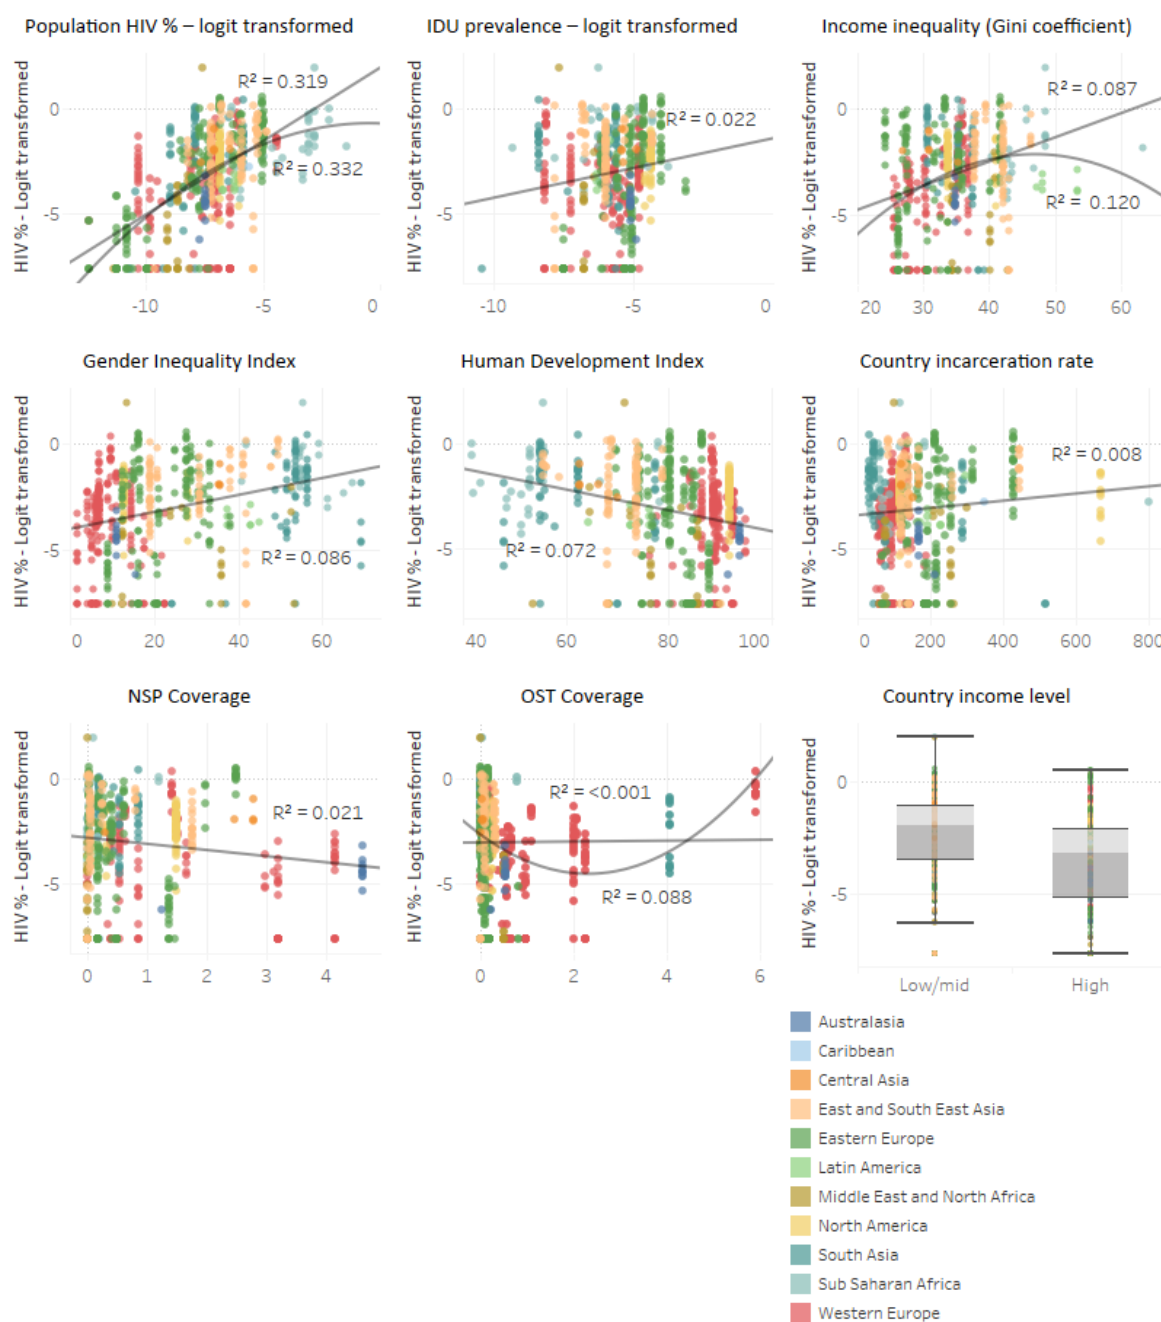 Population HIV % – logit transformed
IDU prevalence – logit transformed
Income inequality (Gini coefficient)
HIV % - Logit transformed
0
-5
R² = 0.319
R² = 0.332
-10
-5
0
HIV % - Logit transformed
R² = 0.022
-10
-5
0
HIV % - Logit transformed
0
-5
R² = 0.087
R² = 0.120
20
30
40
50
60
Gender Inequality Index
Human Development Index
Country incarceration rate
HIV % - Logit transformed
0
-5
R² = 0.086
0
20
40
60
HIV % - Logit transformed
0
-5
R² = 0.072
40
60
80
100
HIV % - Logit transformed
0
-5
R² = 0.008
0
200
400
600
800
NSP Coverage
OST Coverage
Country income level
HIV % - Logit transformed
0
-5
R² = 0.021
0
1
2
3
4
HIV % - Logit transformed
0
-5
R² = <0.001
R² = 0.088
0
2
4
6
HIV % - Logit transformed
0
-5
Low/mid
High
Australasia
Caribbean
Central Asia
East and South East Asia
Eastern Europe
Latin America
Middle East and North Africa
North America
South Asia
Sub Saharan Africa
Western Europe